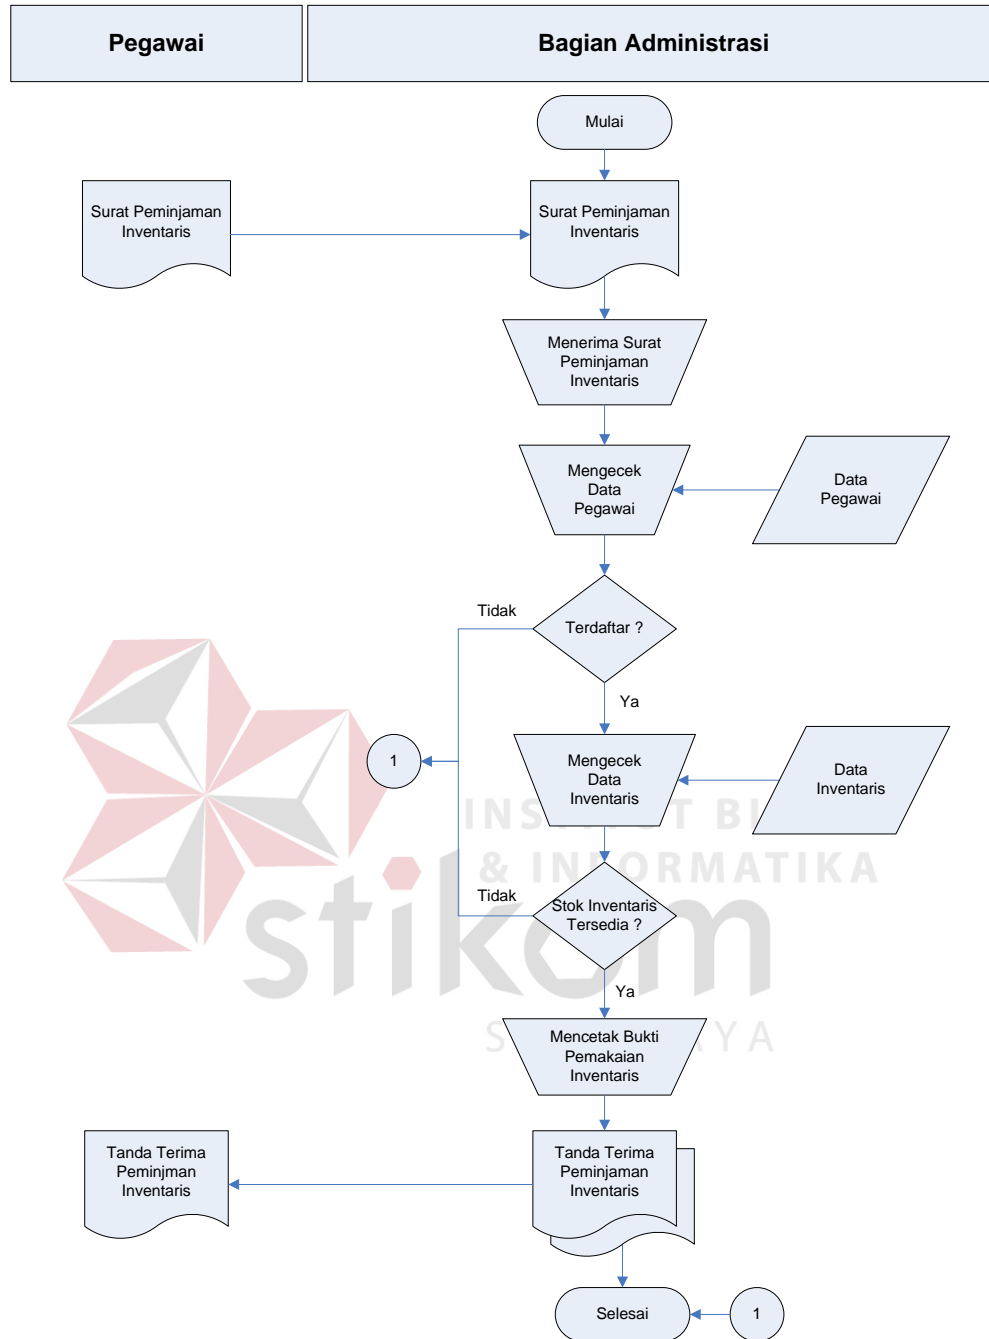 Pegawai
Bagian Administrasi
Mulai
Surat Peminjaman
Inventaris
Surat Peminjaman
Inventaris
Menerima Surat
Peminjaman
Inventaris
Mengecek
Data
Pegawai
Data
Pegawai
Tidak
Terdaftar ?
Ya
1
Mengecek
Data
Inventaris
Data
Inventaris
& INFORMATIKA
Tidak
Stok Inventaris
Tersedia ?
stikom
Ya
Mencetak Bukti
Pemakaian
Inventaris
Tanda Terima
Peminjman
Inventaris
Tanda Terima
Peminjaman
Inventaris
Selesai
1